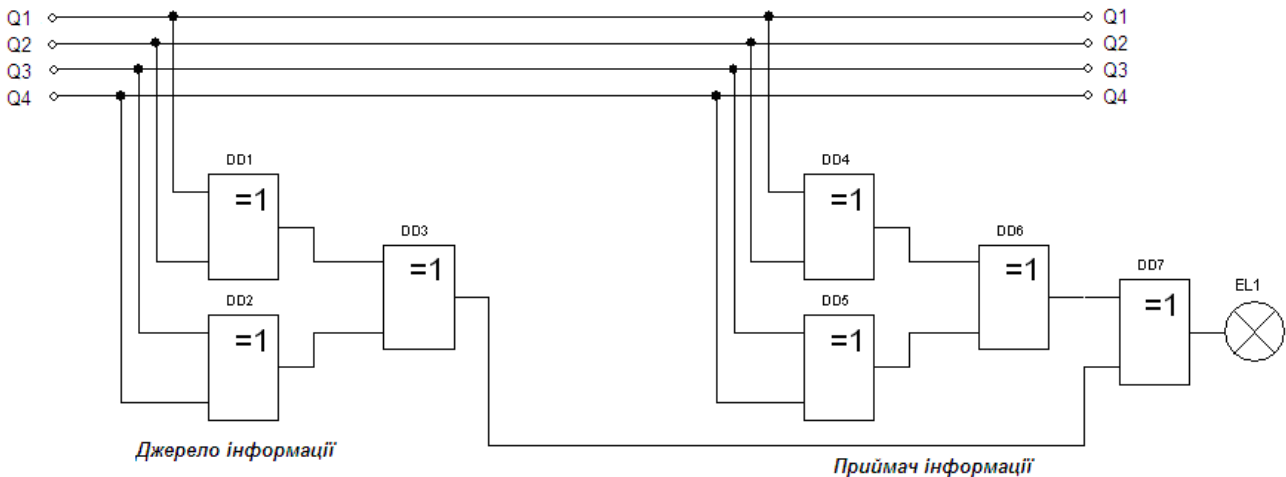 Q1 Q1
Q2 Q2
Q3 Q3
Q4 Q4
DD1 DD4
=1 =1
DD3 DD6
=1 =1
DD7 EL1
=1
DD2 DD5
=1 =1
Джерело інформації
Приймач інформації